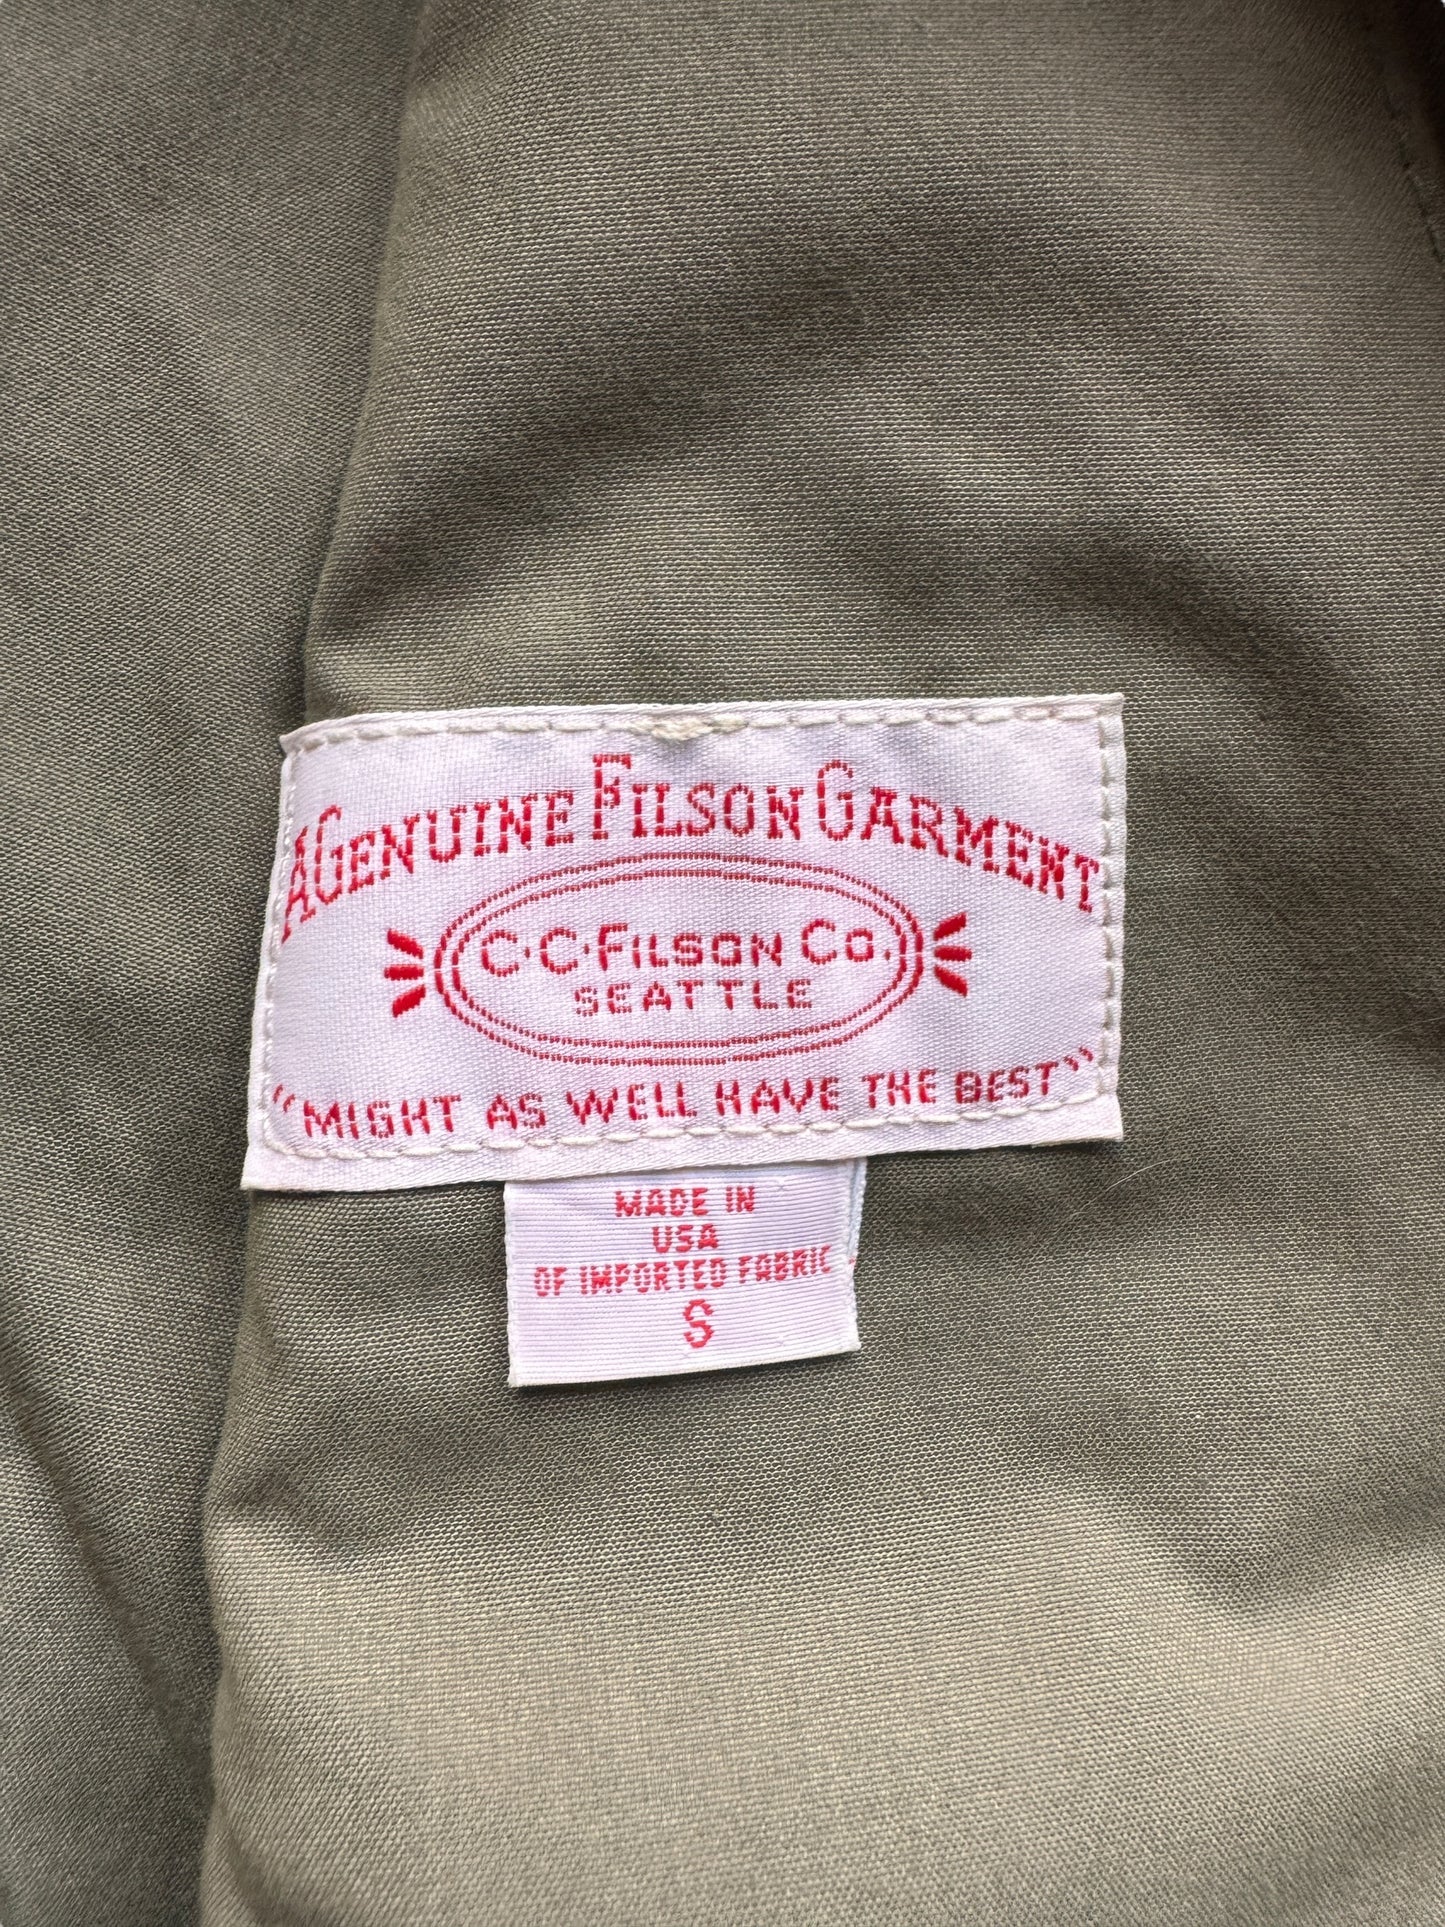 A GENUINE FILSON GARMENT
C·C·FILSON CO.
SEATTLE
"MIGHT AS WELL HAVE THE BEST"
MADE IN
USA
OF IMPORTED FABRIC
S